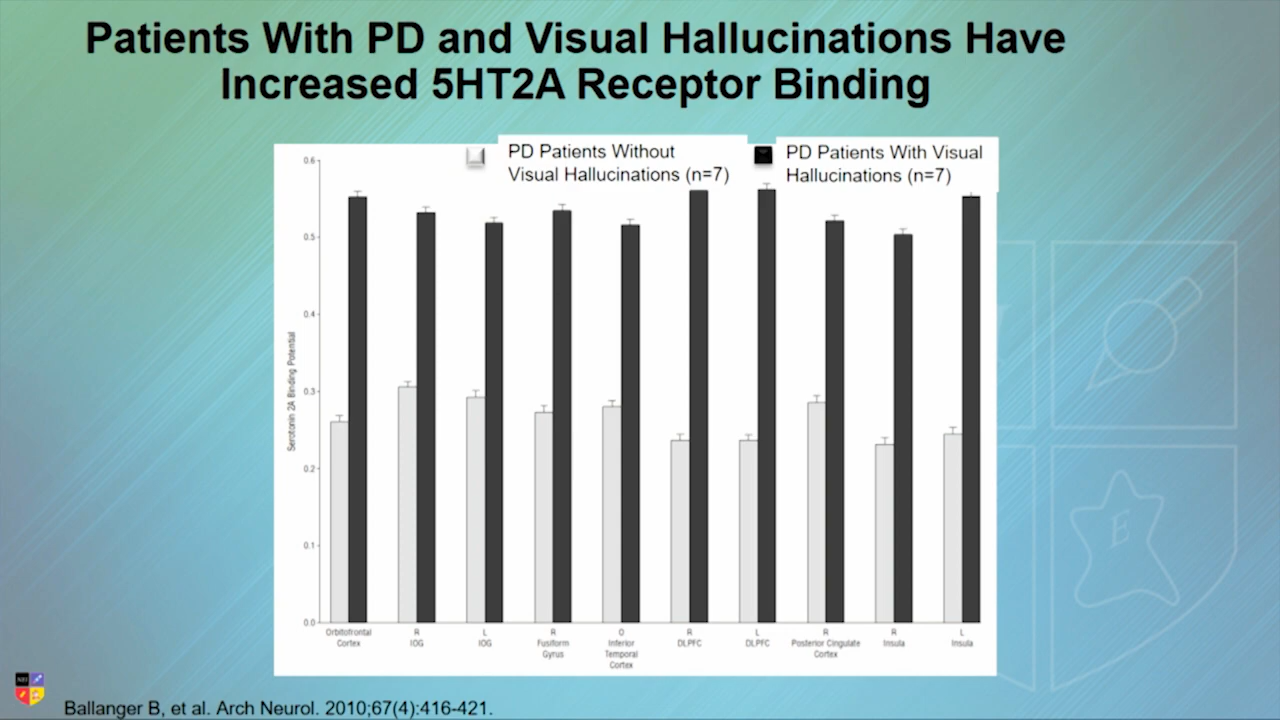 Patients With PD and Visual Hallucinations Have
Increased 5HT2A Receptor Binding
PD Patients Without
Visual Hallucinations (n=7)
PD Patients With Visual
Hallucinations (n=7)
Serotonin 2A Binding Potential
0.6
0.5
0.4
0.3
0.2
0.1
0.0
Orbitofrontal
Cortex
R
IOG
L
IOG
R
Fusiform
Gyrus
O
Inferior
Temporal
Cortex
R
DLPFC
L
DLPFC
R
Posterior Cingulate
Cortex
R
Insula
L
Insula
NEI
E
Ballanger B, et al. Arch Neurol. 2010;67(4):416-421.